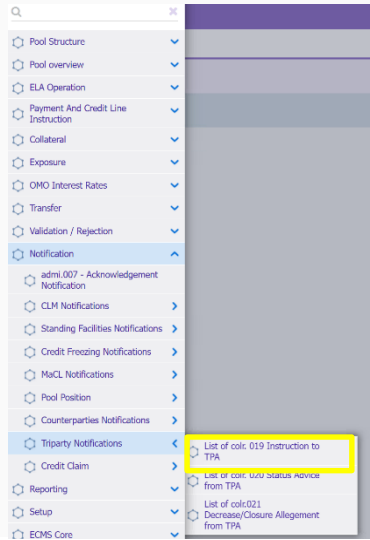 Pool Structure
Pool overview
ELA Operation
Payment And Credit Line
Instruction
Collateral
Exposure
OMO Interest Rates
Transfer
Validation / Rejection
Notification
admi.007 - Acknowledgement
Notification
CLM Notifications
Standing Facilities Notifications
Credit Freezing Notifications
MaCL Notifications
Pool Position
Counterparties Notifications
Triparty Notifications
Credit Claim
Reporting
Setup
ECMS Core
List of colr. 019 Instruction to
TPA
List of colr. 020 Status Advice
from TPA
List of colr.021
Decrease/Closure Allegement
from TPA